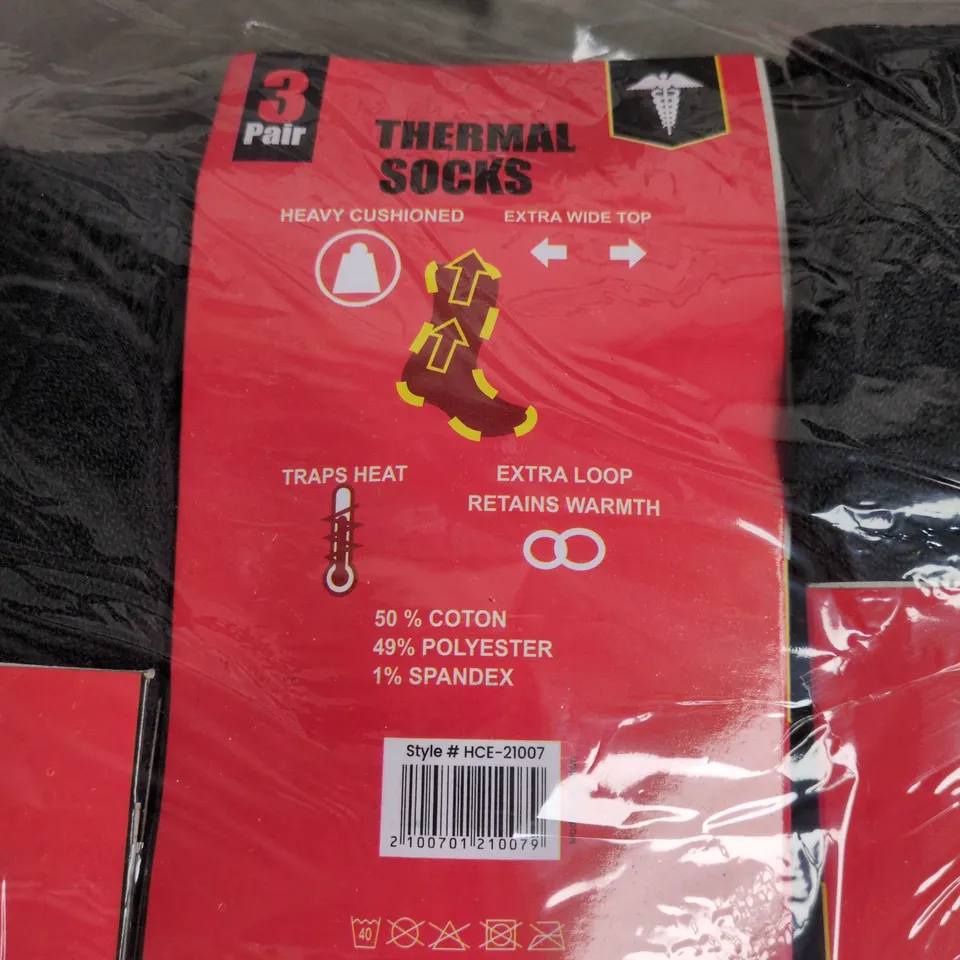 3
Pair
THERMAL
SOCKS
HEAVY CUSHIONED
EXTRA WIDE TOP
TRAPS HEAT
EXTRA LOOP
RETAINS WARMTH
50 % COTON
49% POLYESTER
1% SPANDEX
Style # HCE-21007
2 100701 210079
40